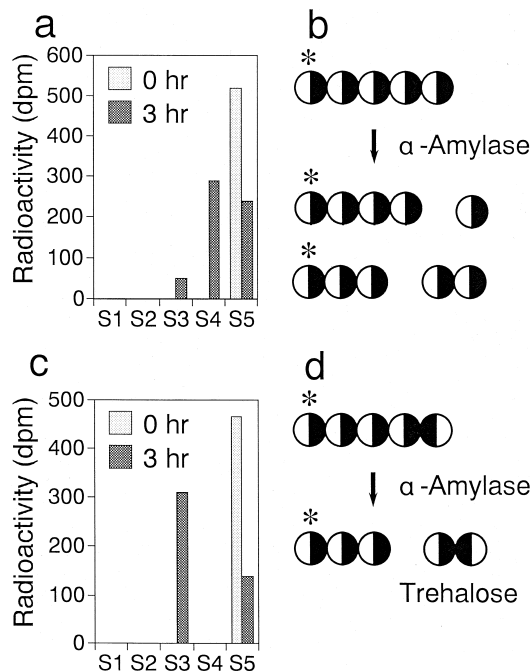 a
Radioactivity (dpm)
600
500
400
300
200
100
0
0 hr
3 hr
S1 S2 S3 S4 S5
b
*
α-Amylase
*
*
c
Radioactivity (dpm)
500
400
300
200
100
0
0 hr
3 hr
S1 S2 S3 S4 S5
d
*
α-Amylase
*
Trehalose